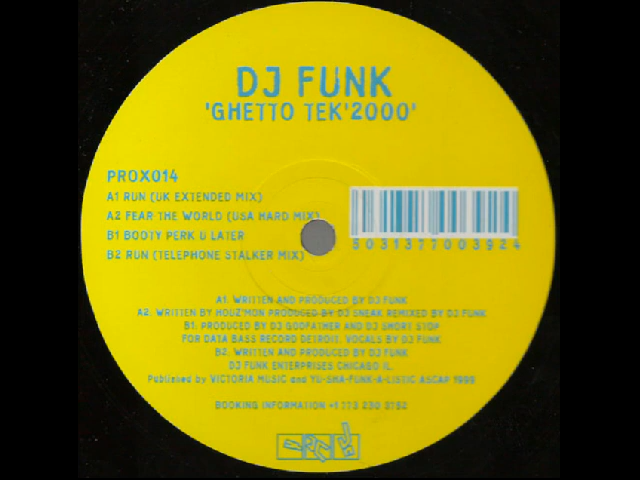 DJ FUNK
'GHETTO TEK'2000'
PROX014
A1 RUN (UK EXTENDED MIX)
A2 FEAR THE WORLD (USA HARD MIX)
B1 BOOTY PERK U LATER
B2 RUN (TELEPHONE STALKER MIX)
5031377003924
A1: WRITTEN AND PRODUCED BY DJ FUNK
A2: WRITTEN BY HOUZ'MON PRODUCED BY DJ SNEAK REMIXED BY DJ FUNK
B1: PRODUCED BY DJ GODFATHER AND DJ SHORT STOP
FOR DATA BASS RECORD DETROIT. VOCALS BY DJ FUNK
B2: WRITTEN AND PRODUCED BY DJ FUNK
DJ FUNK ENTERPRISES CHICAGO IL.
Published by VICTORIA MUSIC and YU-SHA-FUNK-A-LISTIC ASCAP 1999
BOOKING INFORMATION +1 773 230